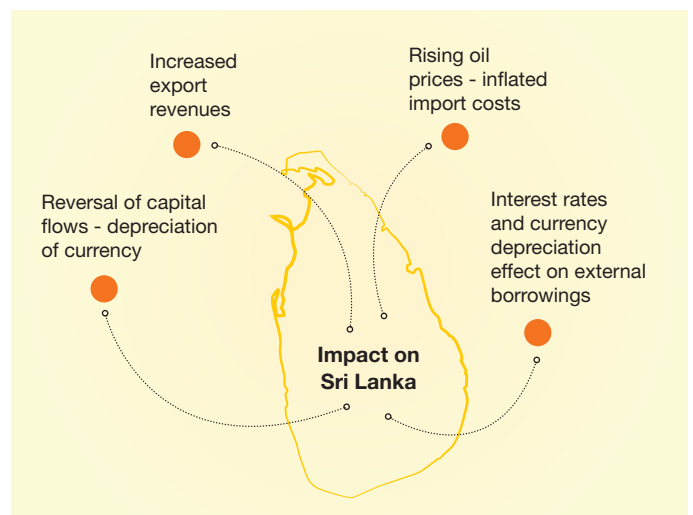 Increased
export
revenues
Rising oil
prices - inflated
import costs
Reversal of capital
flows - depreciation
of currency
Interest rates
and currency
depreciation
effect on external
borrowings
Impact on
Sri Lanka